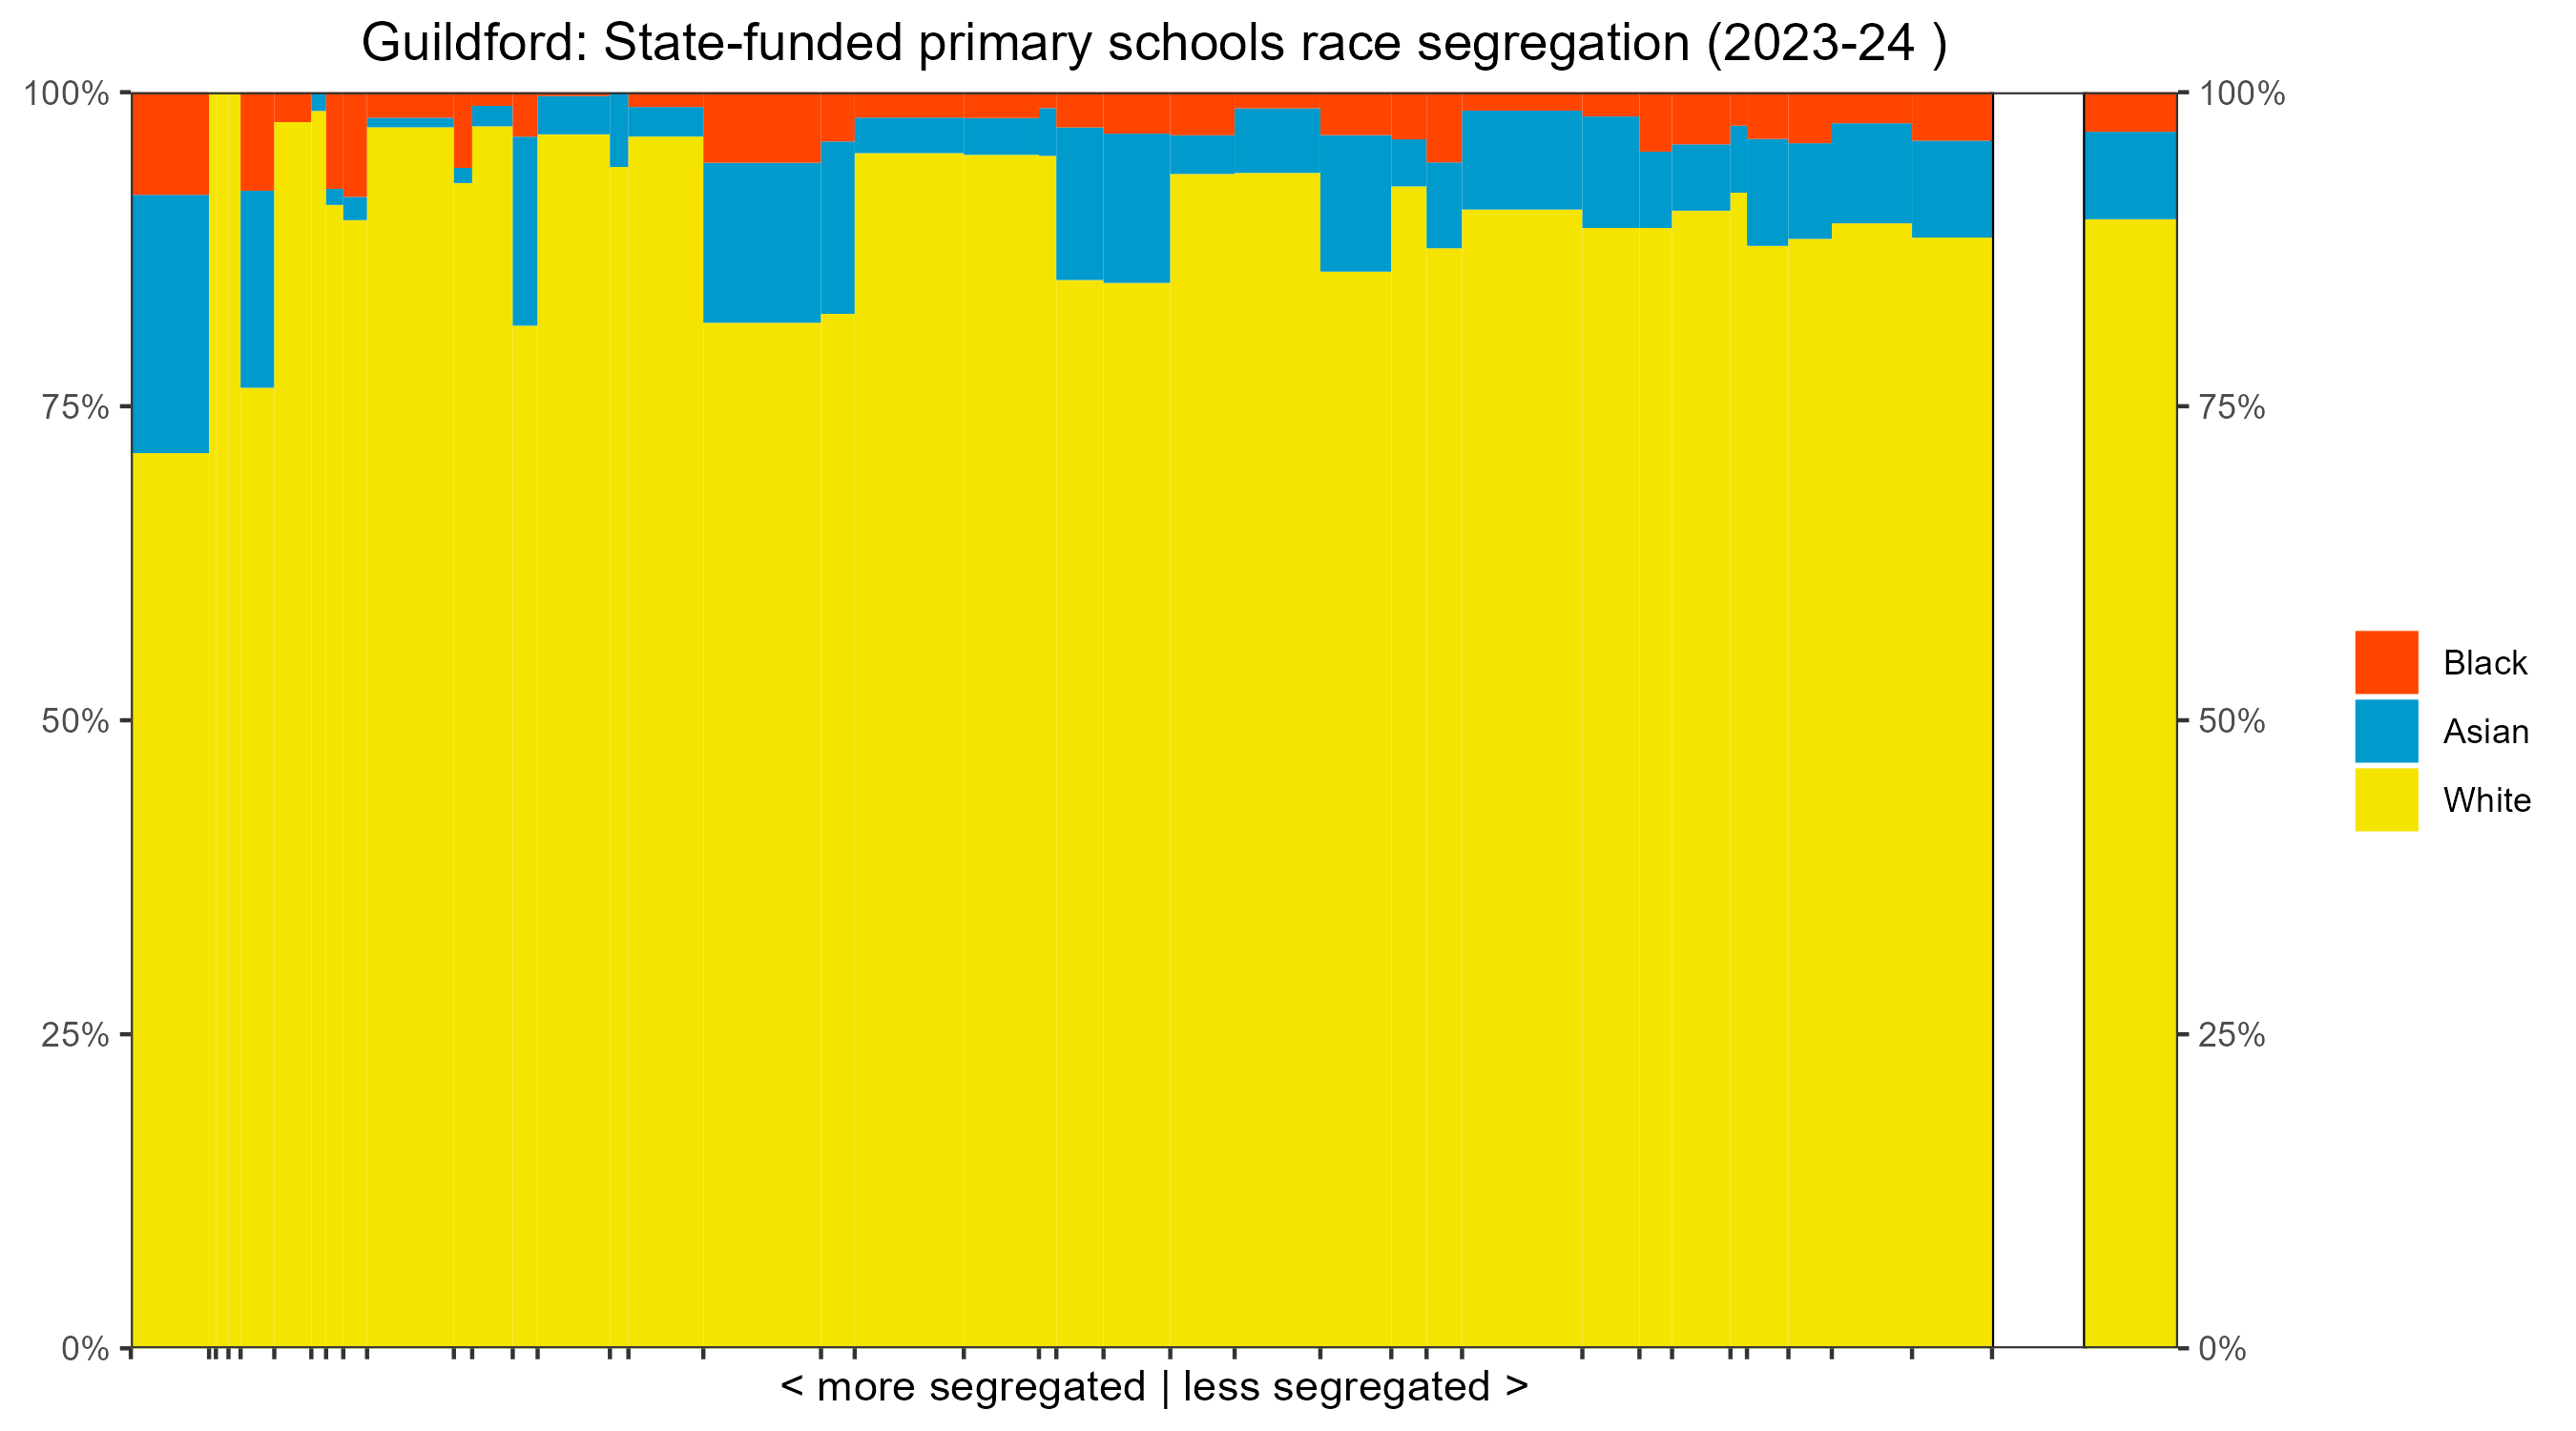 Guildford: State-funded primary schools race segregation (2023-24 )
100%
75%
50%
25%
0%
100%
75%
50%
25%
0%
Black
Asian
White
< more segregated | less segregated >